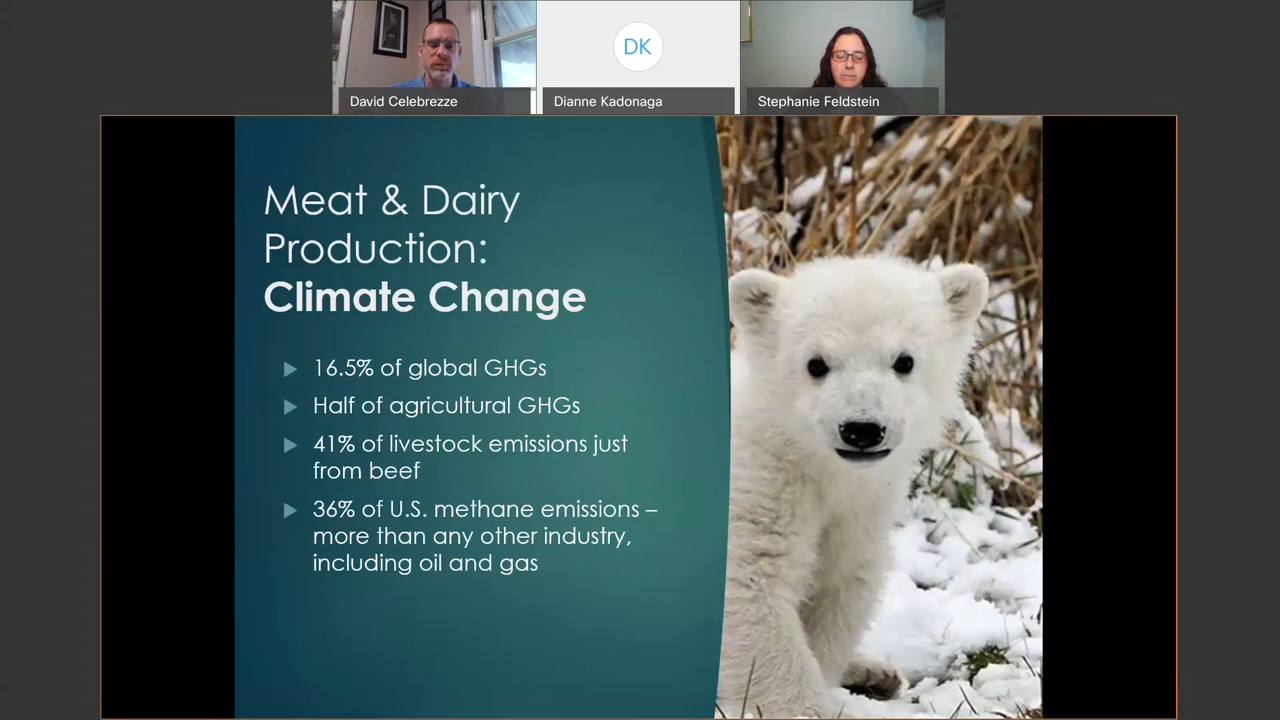 David Celebrezze
DK
Dianne Kadonaga
Stephanie Feldstein
Meat & Dairy
Production:
Climate Change
16.5% of global GHGs
Half of agricultural GHGs
41% of livestock emissions just
from beef
36% of U.S. methane emissions –
more than any other industry,
including oil and gas